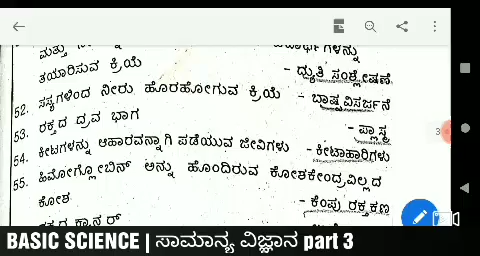 ಮತ್ತು
ತಯಾರಿಸುವ ಕ್ರಿಯೆ - ದ್ಯುತಿ ಸಂಶ್ಲೇಷಣೆ
52. ಸಸ್ಯಗಳಿಂದ ನೀರು ಹೊರಹೋಗುವ ಕ್ರಿಯೆ - ಬಾಷ್ಪವಿಸರ್ಜನೆ
53. ರಕ್ತದ ದ್ರವ ಭಾಗ - ಪ್ಲಾಸ್ಮ
54. ಕೀಟಗಳನ್ನು ಆಹಾರವನ್ನಾಗಿ ಪಡೆಯುವ ಜೀವಿಗಳು - ಕೀಟಾಹಾರಿಗಳು
55. ಹಿಮೋಗ್ಲೋಬಿನ್ ಅನ್ನು ಹೊಂದಿರುವ ಕೋಶಕೇಂದ್ರವಿಲ್ಲದ
ಕೋಶ - ಕೆಂಪು ರಕ್ತಕಣ
BASIC SCIENCE | ಸಾಮಾನ್ಯ ವಿಜ್ಞಾನ part 3